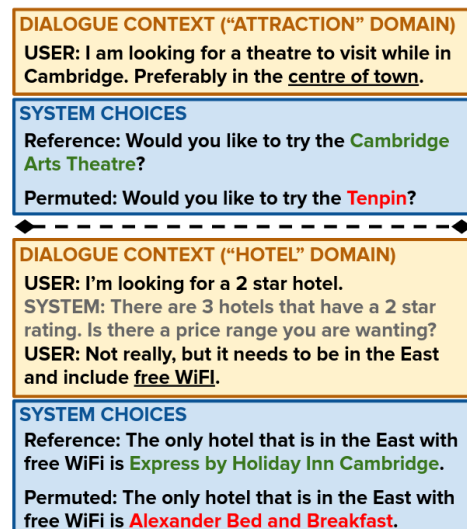 DIALOGUE CONTEXT (“ATTRACTION” DOMAIN)
USER: I am looking for a theatre to visit while in
Cambridge. Preferably in the centre of town.
SYSTEM CHOICES
Reference: Would you like to try the Cambridge
Arts Theatre?
Permuted: Would you like to try the Tenpin?
DIALOGUE CONTEXT (“HOTEL” DOMAIN)
USER: I’m looking for a 2 star hotel.
SYSTEM: There are 3 hotels that have a 2 star
rating. Is there a price range you are wanting?
USER: Not really, but it needs to be in the East
and include free WiFI.
SYSTEM CHOICES
Reference: The only hotel that is in the East with
free WiFi is Express by Holiday Inn Cambridge.
Permuted: The only hotel that is in the East with
free WiFi is Alexander Bed and Breakfast.